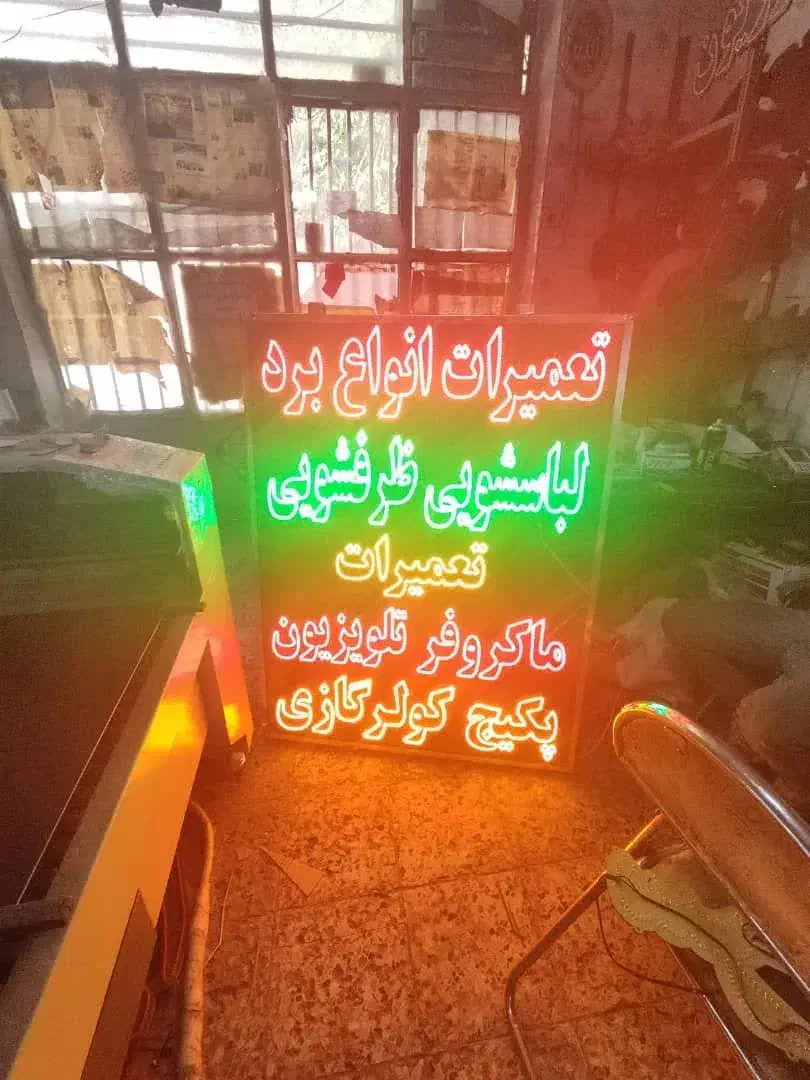 تعمیرات انواع برد
لباسشویی ظرفشویی
تعمیرات
ماکروفر تلویزیون
پکیج کولرگازی